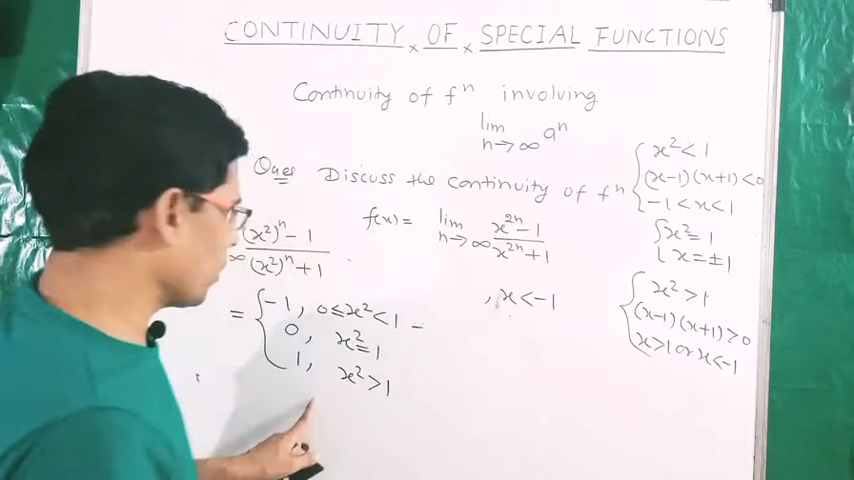 CONTINUITY OF SPECIAL FUNCTIONS
Continuity of fⁿ involving
lim n→∞ aⁿ
Ques Discuss the continuity of fⁿ
f(x) = lim n→∞ x²ⁿ-1 / x²ⁿ+1
∞ (x²)ⁿ-1 / (x²)ⁿ+1
= { -1, 0≤x²<1
0, x²=1
1, x²>1
, x<-1
{ x²<1
(x-1)(x+1)<0
-1<x<1
{ x²=1
x=±1
{ x²>1
(x-1)(x+1)>0
x>1 or x<-1